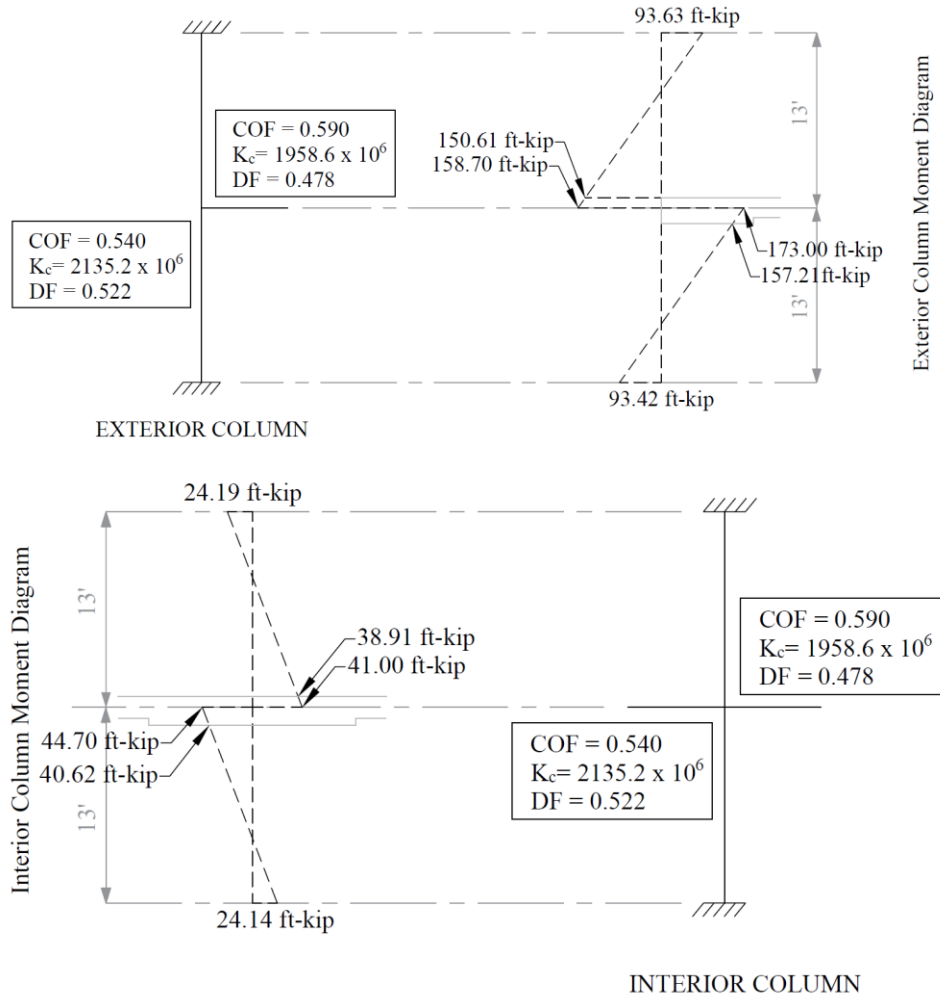 93.63 ft-kip
13'
COF = 0.590
K_c= 1958.6 x 10^6
DF = 0.478
150.61 ft-kip
158.70 ft-kip
COF = 0.540
K_c= 2135.2 x 10^6
DF = 0.522
173.00 ft-kip
157.21ft-kip
13'
93.42 ft-kip
Exterior Column Moment Diagram
EXTERIOR COLUMN
24.19 ft-kip
Interior Column Moment Diagram
13'
38.91 ft-kip
41.00 ft-kip
COF = 0.590
K_c= 1958.6 x 10^6
DF = 0.478
44.70 ft-kip
40.62 ft-kip
COF = 0.540
K_c= 2135.2 x 10^6
DF = 0.522
13'
24.14 ft-kip
INTERIOR COLUMN